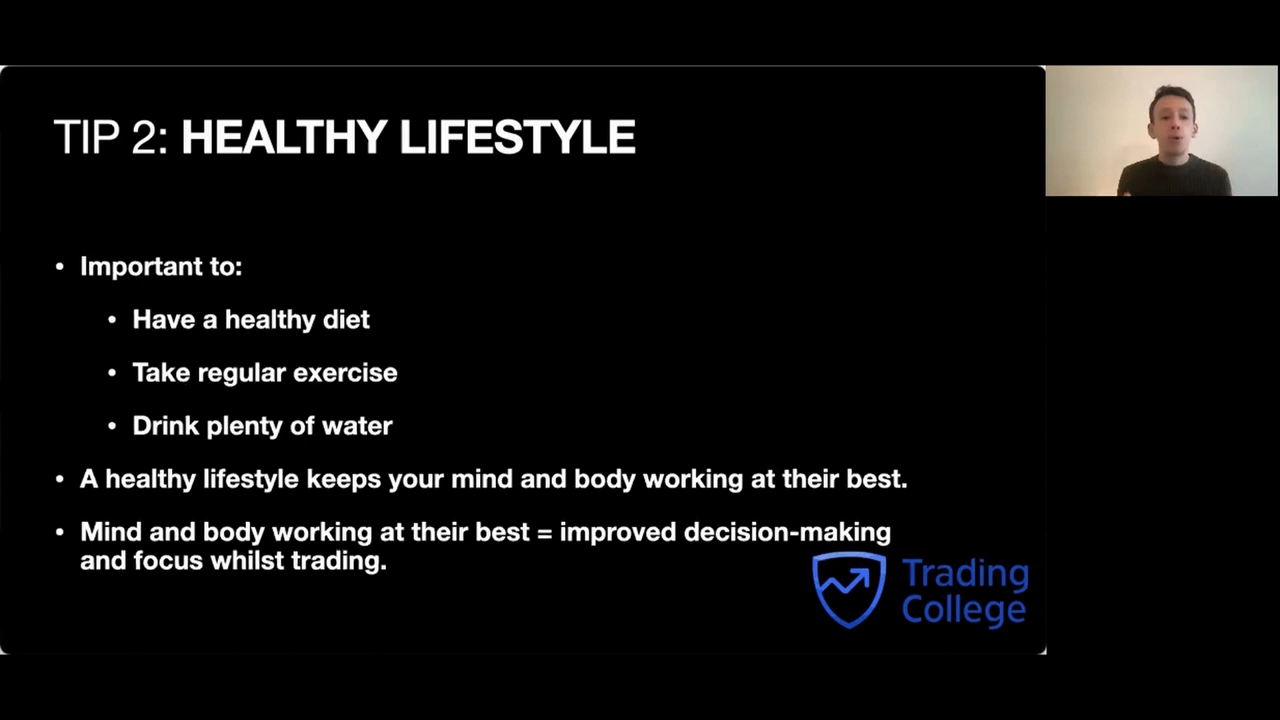 TIP 2: HEALTHY LIFESTYLE
• Important to:
• Have a healthy diet
• Take regular exercise
• Drink plenty of water
• A healthy lifestyle keeps your mind and body working at their best.
• Mind and body working at their best = improved decision-making
and focus whilst trading.
Trading
College